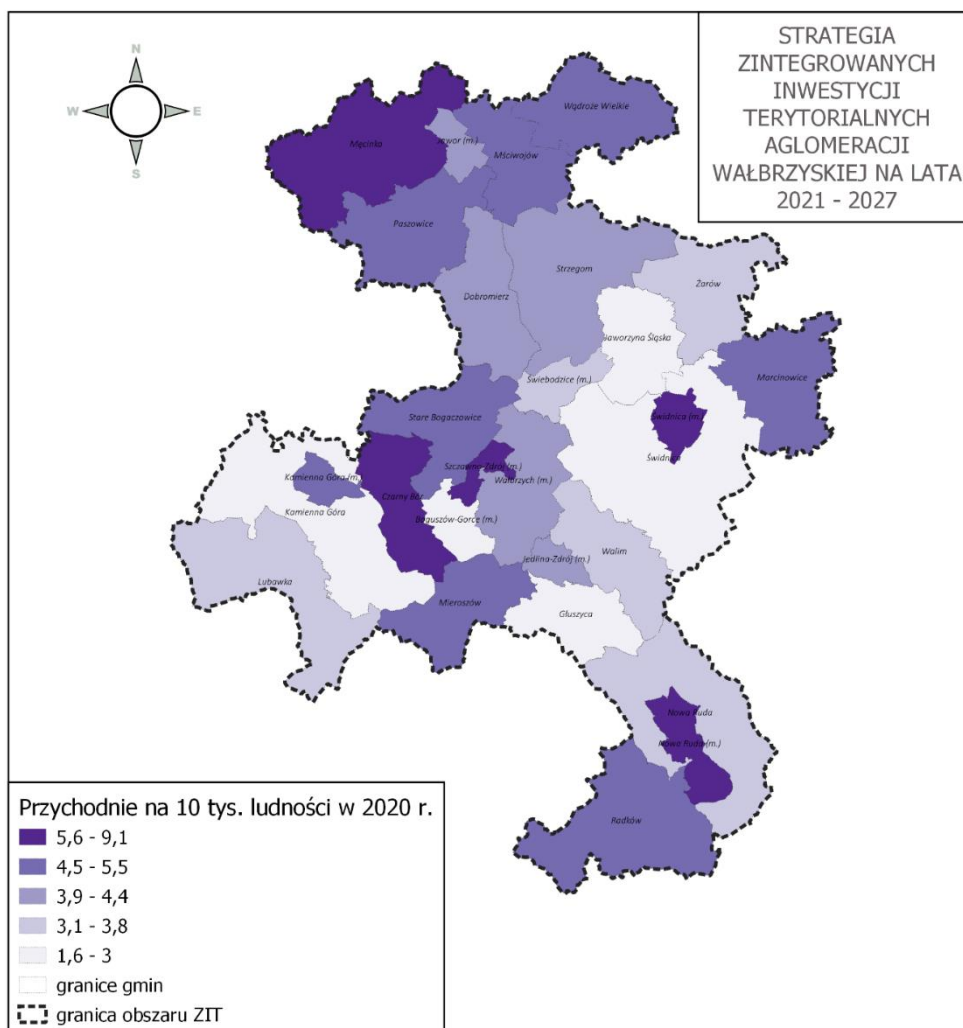 N
W
E
S
STRATEGIA
ZINTEGROWANYCH
INWESTYCJI
TERYTORIALNYCH
AGLOMERACJI
WAŁBRZYSKIEJ NA LATA
2021 - 2027
Wądroże Wielkie
Męcinka
Jawor (m.)
Mściwojów
Paszowice
Strzegom
Żarów
Dobromierz
Jaworzyna Śląska
Marcinowice
Świebodzice (m.)
Stare Bogaczowice
Świdnica (m.)
Świdnica
Szczawno-Zdrój (m.)
Kamienna Góra (m.)
Wałbrzych (m.)
Czarny Bór
Kamienna Góra
Boguszów-Gorce (m.)
Jedlina-Zdrój (m.)
Walim
Lubawka
Mieroszów
Głuszyca
Nowa Ruda
Nowa Ruda (m.)
Radków
Przychodnie na 10 tys. ludności w 2020 r.
5,6 - 9,1
4,5 - 5,5
3,9 - 4,4
3,1 - 3,8
1,6 - 3
granice gmin
granica obszaru ZIT